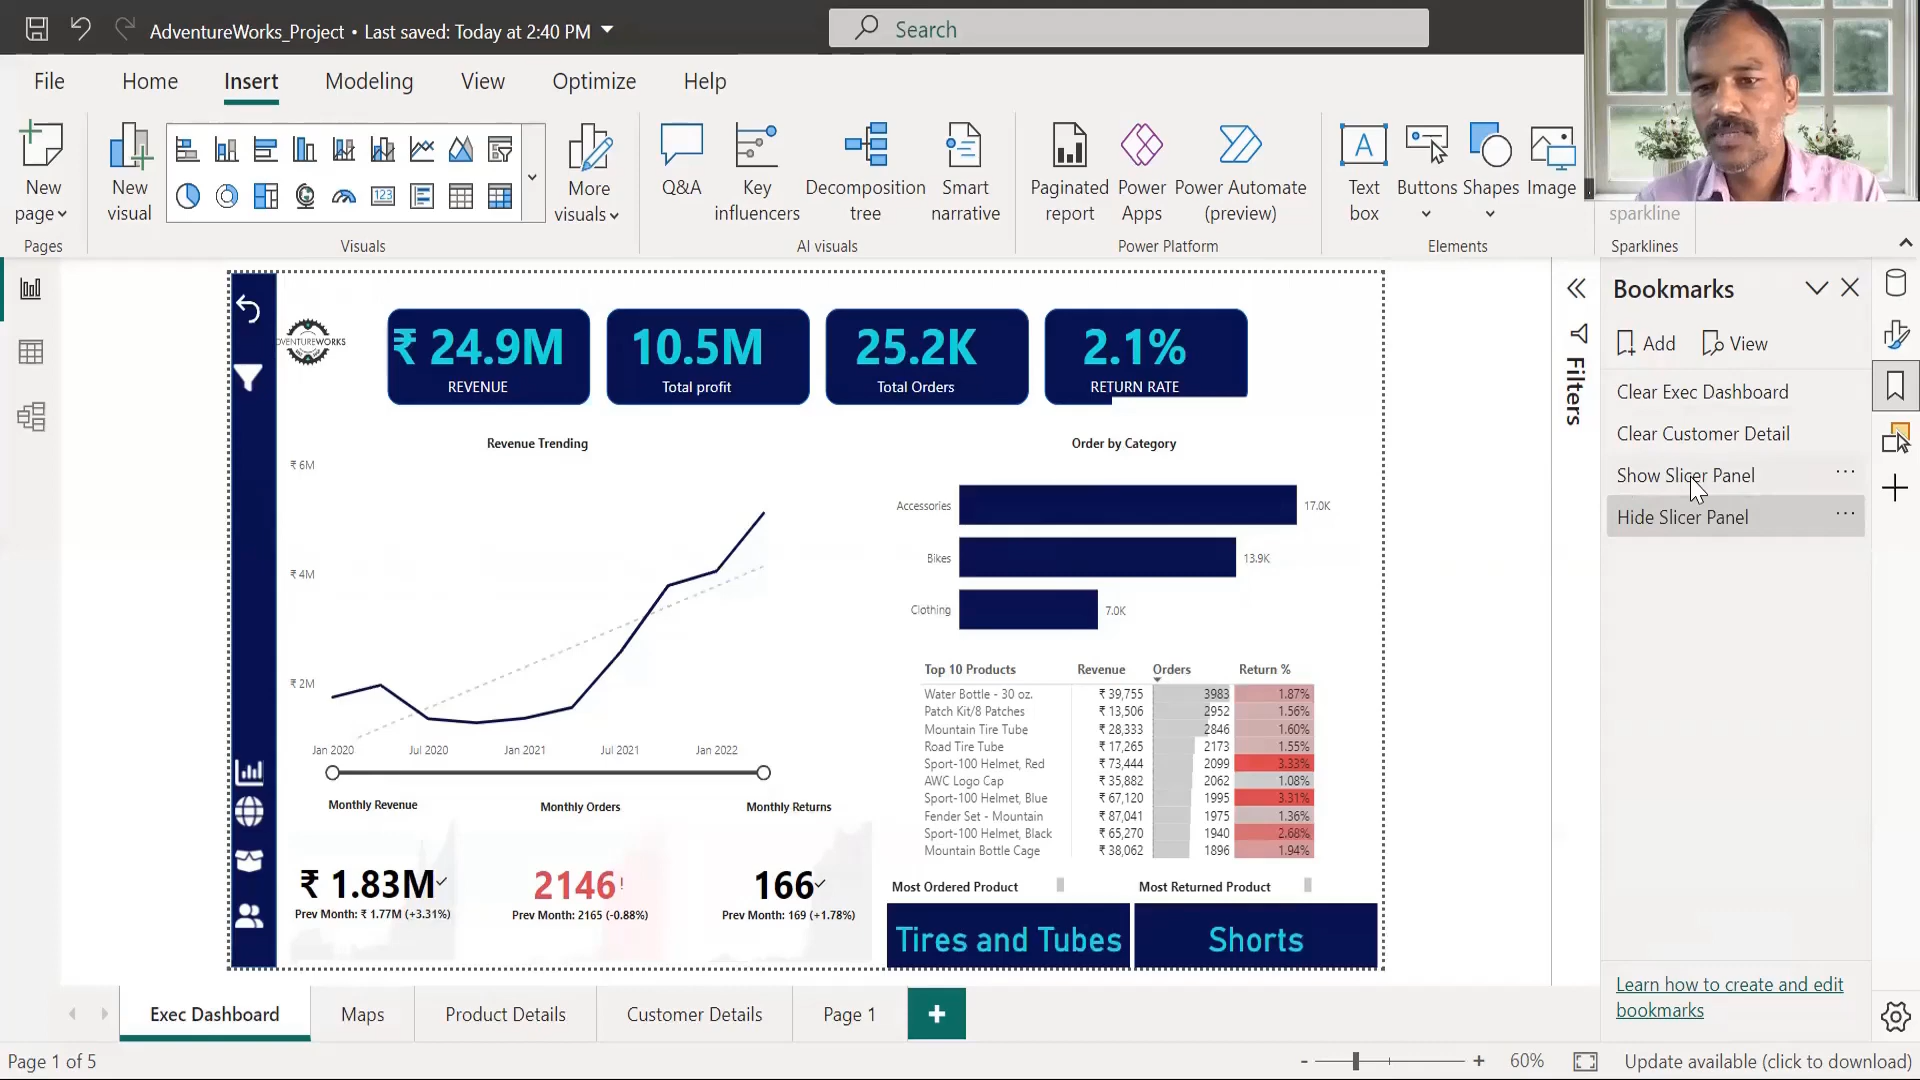 AdventureWorks_Project • Last saved: Today at 2:40 PM
Search
File
Home
Insert
Modeling
View
Optimize
Help
New page
New visual
123
More visuals
Q&A
Key influencers
Decomposition tree
Smart narrative
Paginated report
Power Apps
Power Automate (preview)
A
Text box
Buttons
Shapes
Image
sparkline
Pages
Visuals
AI visuals
Power Platform
Elements
Sparklines
₹ 24.9M
REVENUE
10.5M
Total profit
25.2K
Total Orders
2.1%
RETURN RATE
Revenue Trending
₹ 6M
₹ 4M
₹ 2M
Jan 2020
Jul 2020
Jan 2021
Jul 2021
Jan 2022
Order by Category
Accessories 17.0K
Bikes 13.9K
Clothing 7.0K
Top 10 Products Revenue Orders Return %
Water Bottle - 30 oz. ₹ 39,755 3983 1.87%
Patch Kit/8 Patches ₹ 13,506 2952 1.56%
Mountain Tire Tube ₹ 28,333 2846 1.60%
Road Tire Tube ₹ 17,265 2173 1.55%
Sport-100 Helmet, Red ₹ 73,444 2099 3.33%
AWC Logo Cap ₹ 35,882 2062 1.08%
Sport-100 Helmet, Blue ₹ 67,120 1995 3.31%
Fender Set - Mountain ₹ 87,041 1975 1.36%
Sport-100 Helmet, Black ₹ 65,270 1940 2.68%
Mountain Bottle Cage ₹ 38,062 1896 1.94%
Monthly Revenue
Monthly Orders
Monthly Returns
₹ 1.83M
Prev Month: ₹ 1.77M (+3.31%)
2146!
Prev Month: 2165 (-0.88%)
166
Prev Month: 169 (+1.78%)
Most Ordered Product
Tires and Tubes
Most Returned Product
Shorts
Filters
Bookmarks
Add
View
Clear Exec Dashboard
Clear Customer Detail
Show Slicer Panel
Hide Slicer Panel
Learn how to create and edit
bookmarks
Exec Dashboard
Maps
Product Details
Customer Details
Page 1
Page 1 of 5
60%
Update available (click to download)